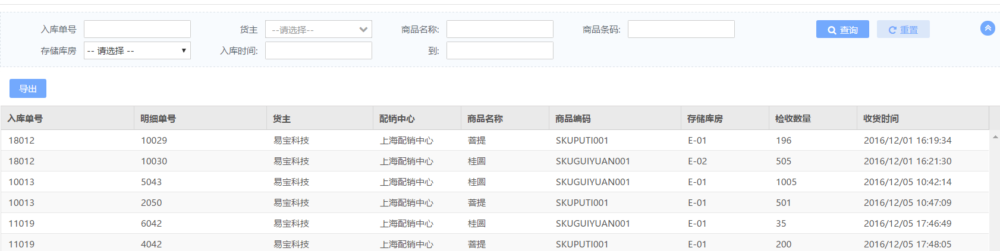 入库单号 货主 --请选择-- 商品名称: 商品条码: 查询 重置
存储库房 -- 请选择 -- 入库时间: 到:
导出
入库单号 明细单号 货主 配销中心 商品名称 商品编码 存储库房 检收数量 收货时间
18012 10029 易宝科技 上海配销中心 菩提 SKUPUTI001 E-01 196 2016/12/01 16:19:34
18012 10030 易宝科技 上海配销中心 桂圆 SKUGUIYUAN001 E-02 505 2016/12/01 16:21:30
10013 5043 易宝科技 上海配销中心 桂圆 SKUGUIYUAN001 E-01 1005 2016/12/05 10:42:14
10013 2050 易宝科技 上海配销中心 菩提 SKUPUTI001 E-01 501 2016/12/05 10:47:09
11019 6042 易宝科技 上海配销中心 桂圆 SKUGUIYUAN001 E-01 35 2016/12/05 17:46:49
11019 4042 易宝科技 上海配销中心 菩提 SKUPUTI001 E-01 200 2016/12/05 17:48:05